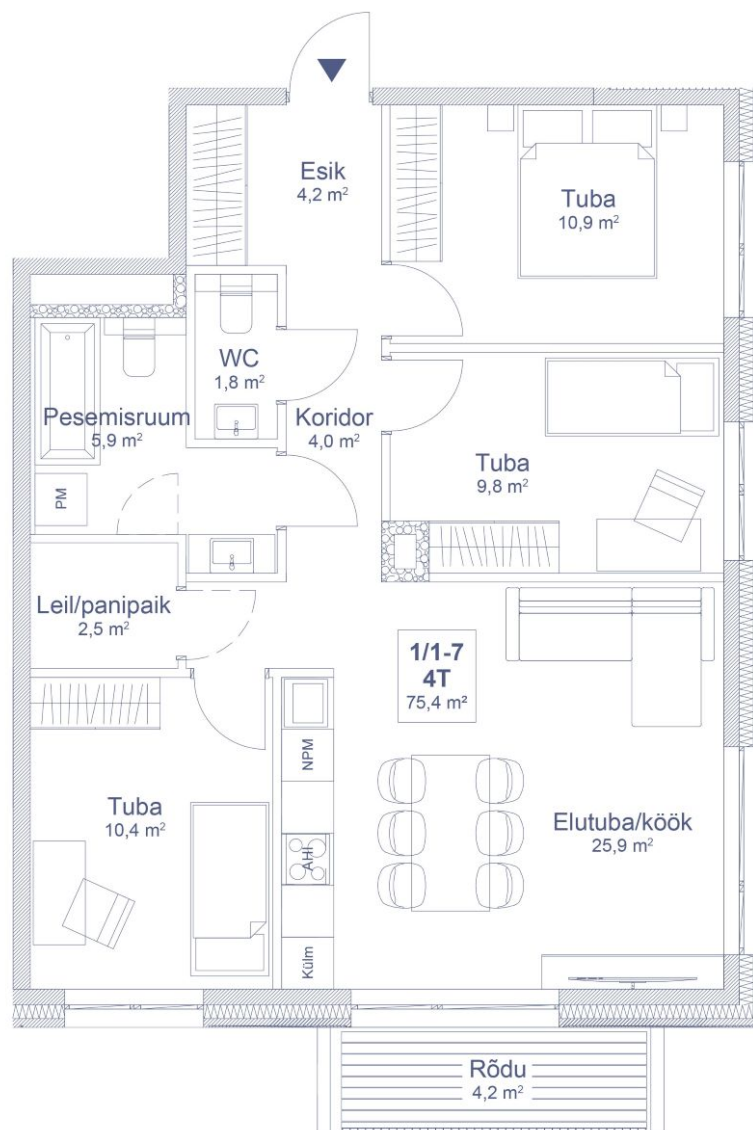 Esik
4,2 m²
Tuba
10,9 m²
WC
1,8 m²
Pesemisruum
5,9 m²
Koridor
4,0 m²
Tuba
9,8 m²
PM
Leil/panipaik
2,5 m²
1/1-7
4T
75,4 m²
NPM
Tuba
10,4 m²
AHI
Elutuba/köök
25,9 m²
Külm
Rõdu
4,2 m²